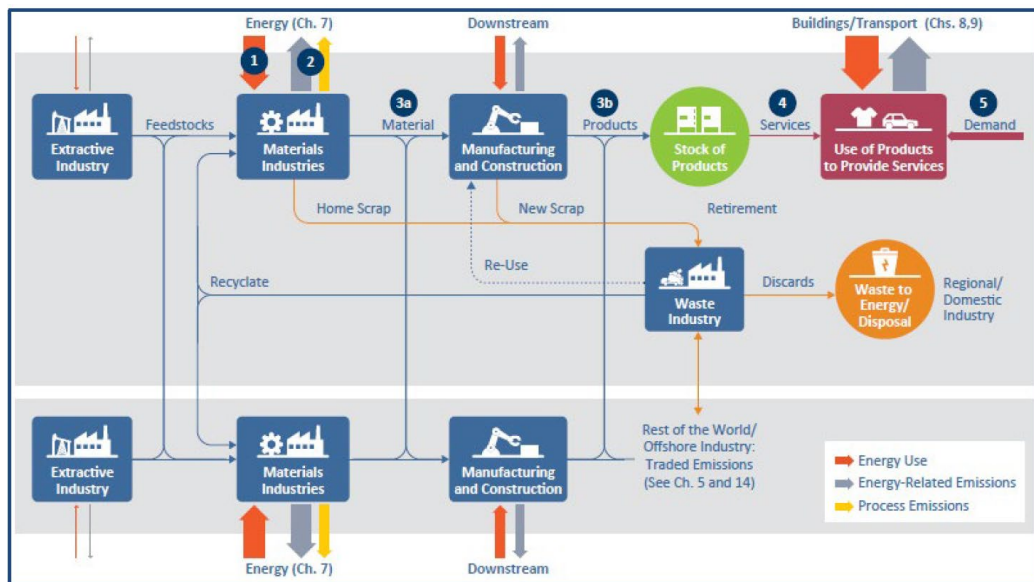 Energy (Ch. 7)
Downstream
Buildings/Transport (Chs. 8,9)
1
2
3a
3b
4
5
Feedstocks
Material
Products
Services
Demand
Extractive
Industry
Materials
Industries
Manufacturing
and Construction
Stock of
Products
Use of Products
to Provide Services
Home Scrap
New Scrap
Retirement
Re-Use
Recyclate
Discards
Waste
Industry
Waste to
Energy/
Disposal
Regional/
Domestic
Industry
Extractive
Industry
Materials
Industries
Manufacturing
and Construction
Rest of the World/
Offshore Industry:
Traded Emissions
(See Ch. 5 and 14)
Energy Use
Energy-Related Emissions
Process Emissions
Energy (Ch. 7)
Downstream